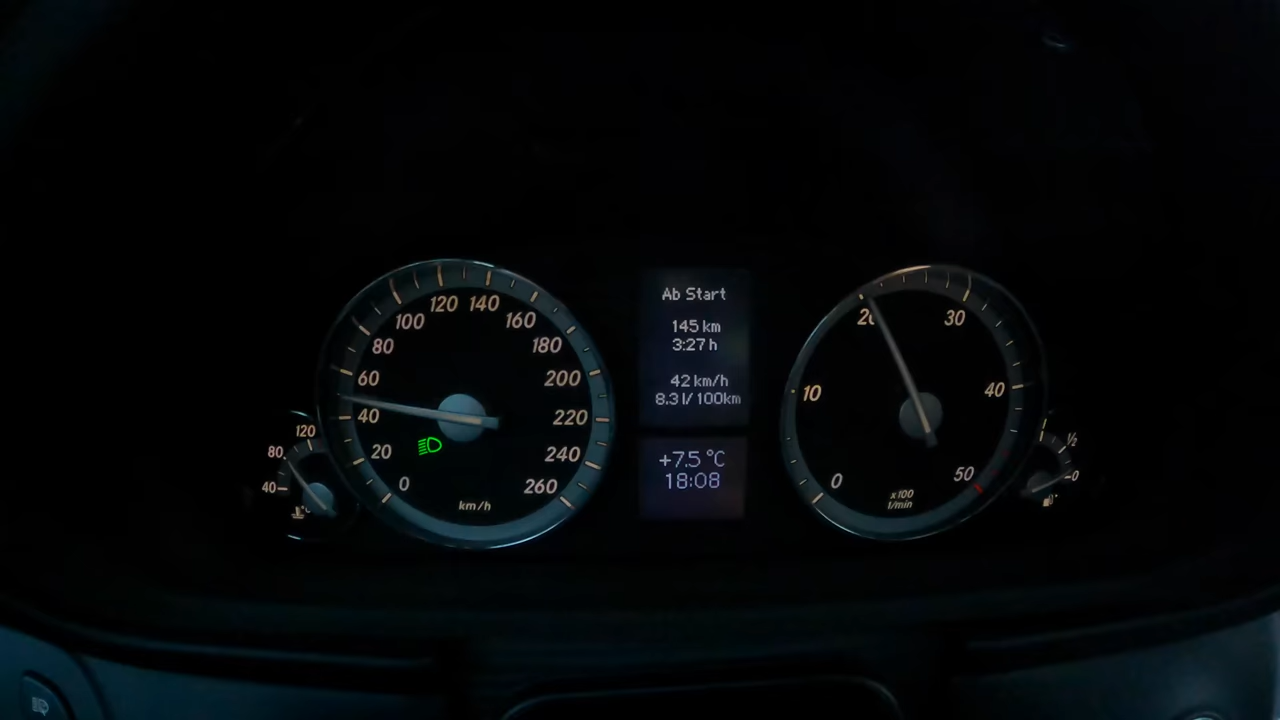 Ab Start
145 km
3:27 h
42 km/h
8.3 l/100km
+7.5 °C
18:08
0
20
40
60
80
100
120
140
160
180
200
220
240
260
km/h
0
10
20
30
40
50
x100
1/min
40
80
120
½
0